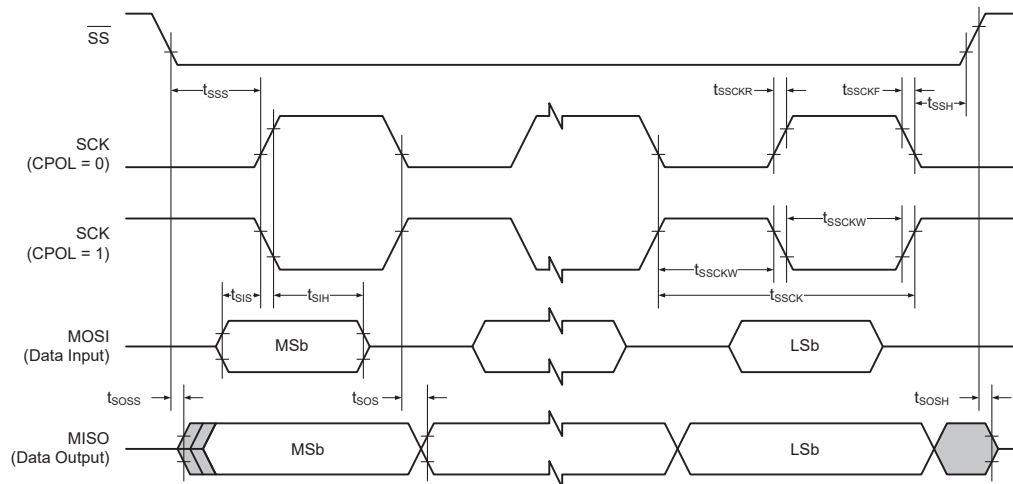 SS
tSSS
tSSCKR
tSSCKF
tSSH
SCK
(CPOL = 0)
SCK
(CPOL = 1)
tSSCKW
tSSCKW
tSSCK
tSIS
tSIH
MOSI
(Data Input)
MSb
LSb
tSOSS
tSOS
tSOSH
MISO
(Data Output)
MSb
LSb